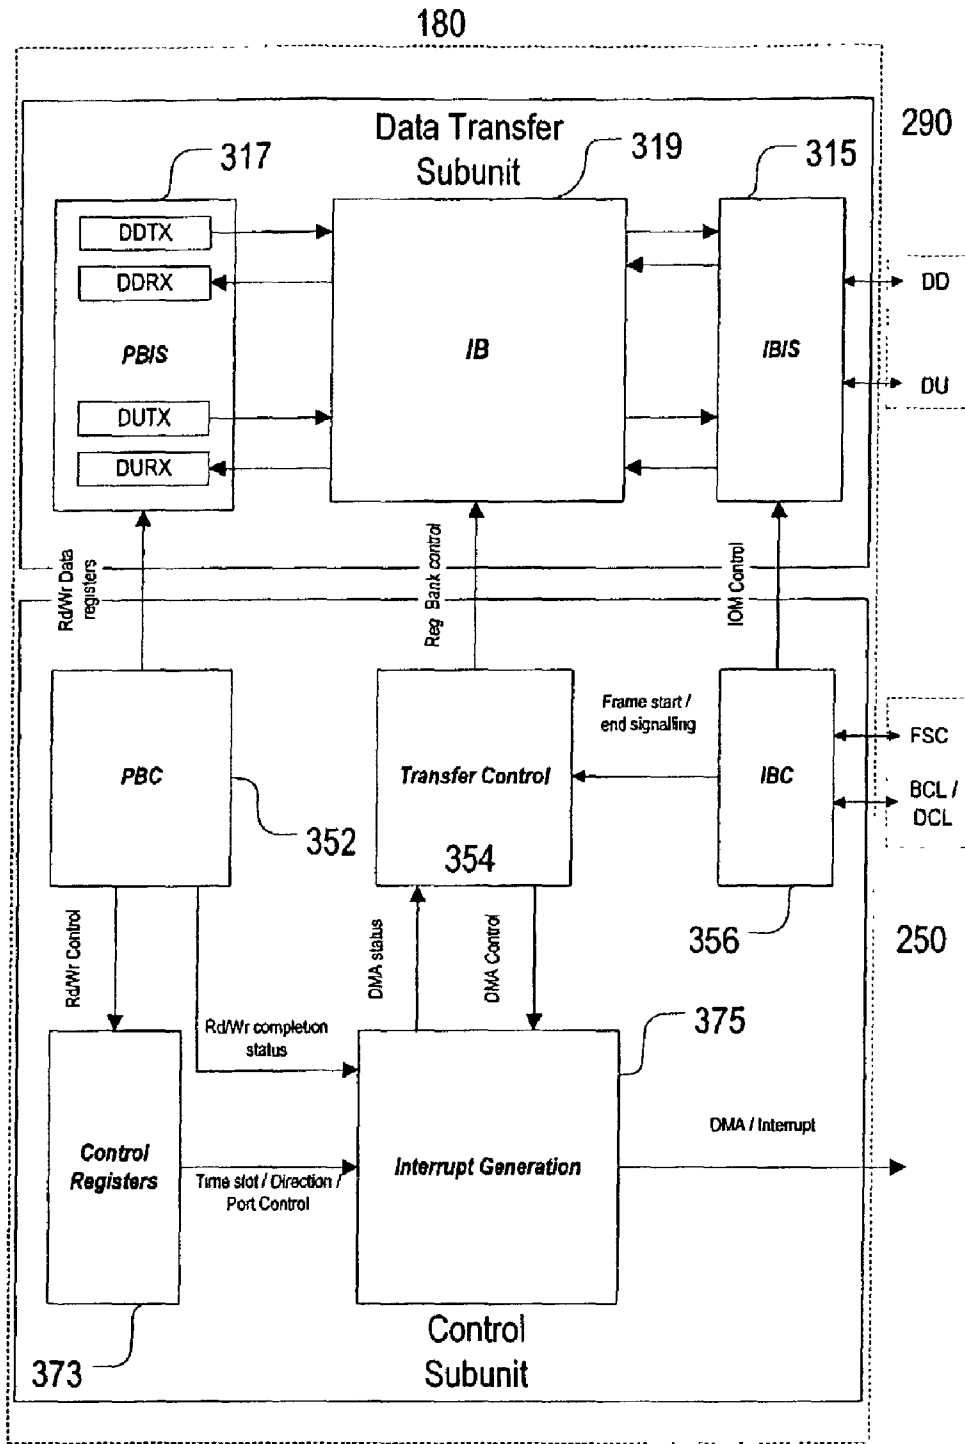 180
290
Data Transfer
Subunit
317
319
315
DDTX
DDRX
PBIS
DUTX
DURX
IB
IBIS
DD
DU
Rd/Wr Data
registers
Reg Bank control
IOM Control
PBC
352
Transfer Control
354
Frame start /
end signalling
IBC
356
FSC
BCL /
DCL
250
Rd/Wr Control
Rd/Wr completion
status
DMA status
DMA Control
375
Control
Registers
373
Time slot / Direction /
Port Control
Interrupt Generation
DMA / Interrupt
Control
Subunit